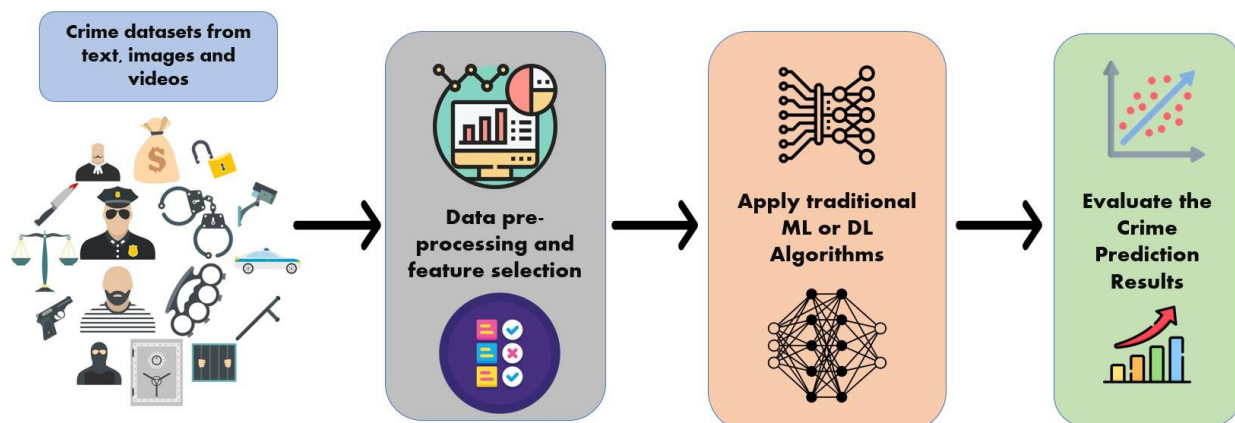 Crime datasets from
text, images and
videos
$
Data pre-
processing and
feature selection
Apply traditional
ML or DL
Algorithms
Evaluate the
Crime
Prediction
Results